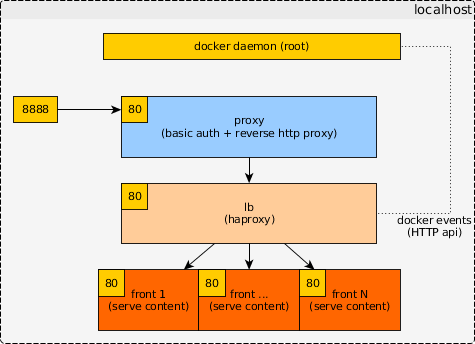 localhost
docker daemon (root)
8888
80
proxy
(basic auth + reverse http proxy)
80
lb
(haproxy)
docker events
(HTTP api)
80
front 1
(serve content)
80
front ...
(serve content)
80
front N
(serve content)